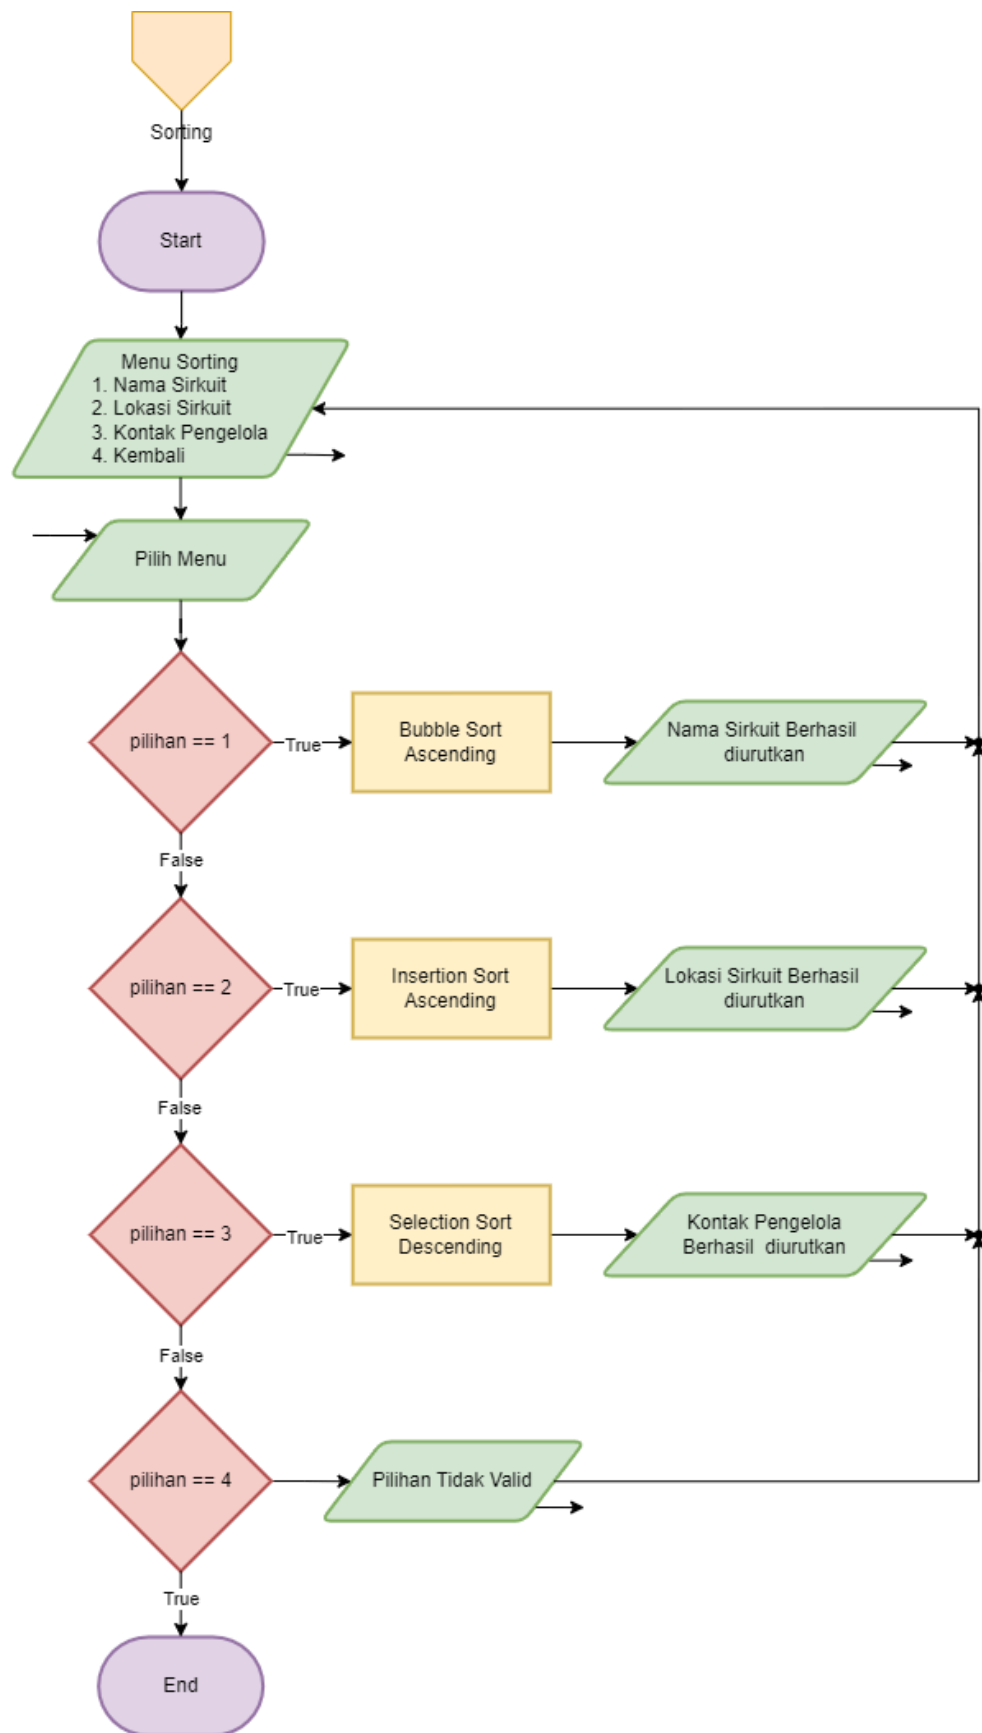 Sorting
Start
Menu Sorting
1. Nama Sirkuit
2. Lokasi Sirkuit
3. Kontak Pengelola
4. Kembali
Pilih Menu
pilihan == 1
True
Bubble Sort
Ascending
Nama Sirkuit Berhasil
diurutkan
False
pilihan == 2
True
Insertion Sort
Ascending
Lokasi Sirkuit Berhasil
diurutkan
False
pilihan == 3
True
Selection Sort
Descending
Kontak Pengelola
Berhasil diurutkan
False
pilihan == 4
Pilihan Tidak Valid
True
End